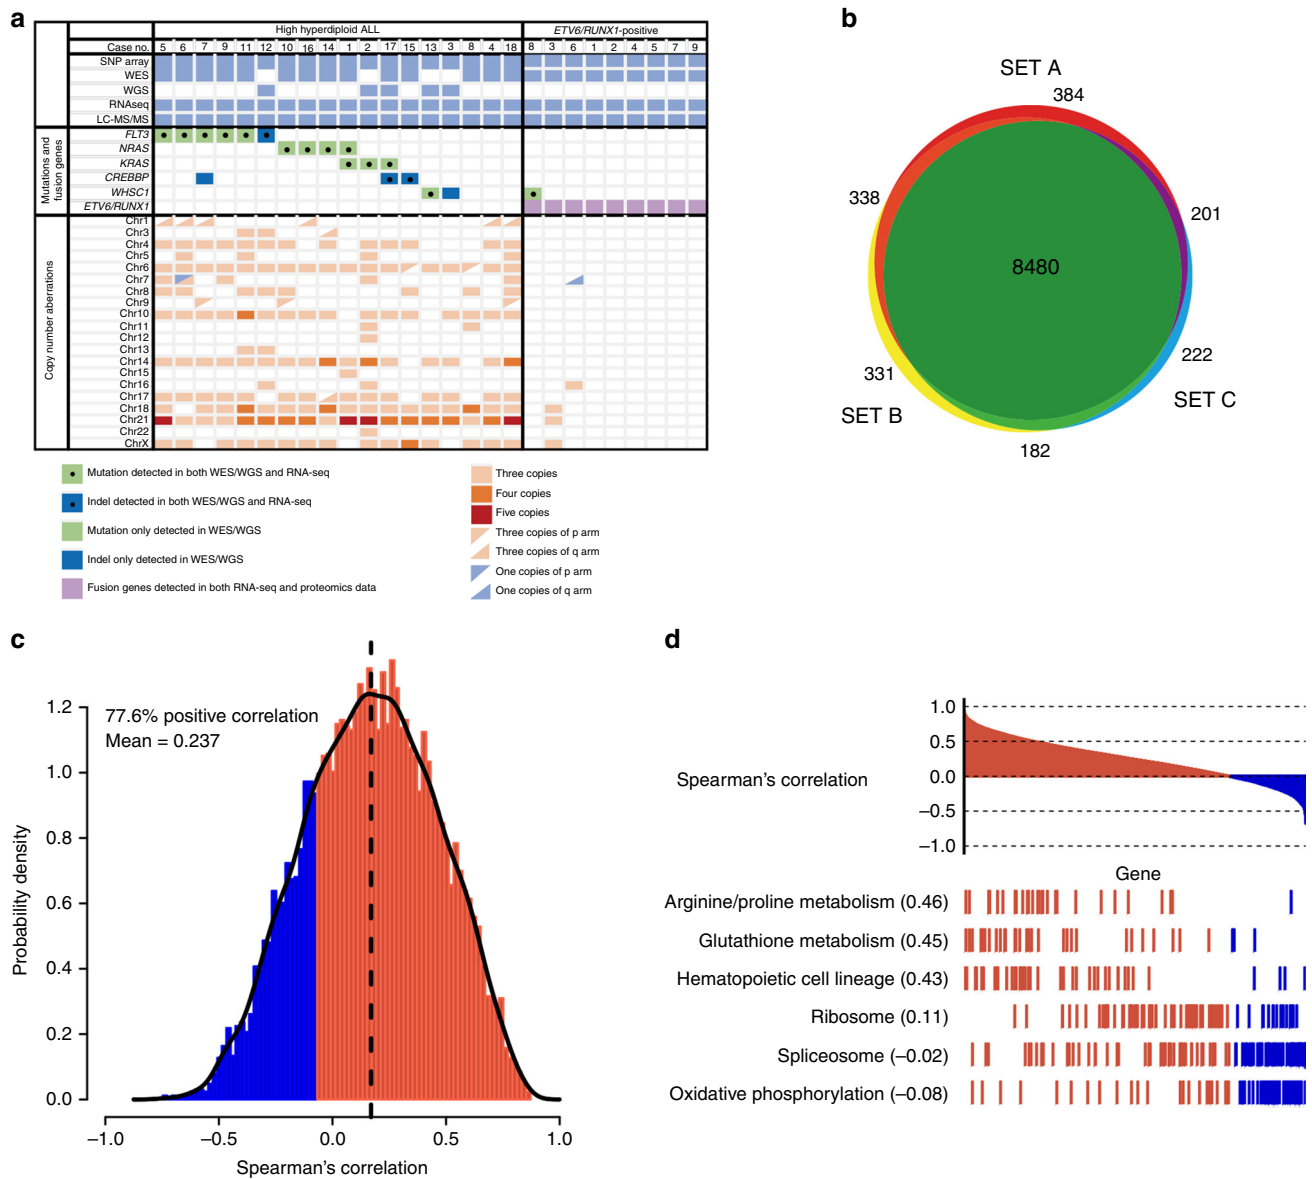 a
High hyperdiploid ALL
ETV6/RUNX1-positive
Case no. 5 6 7 9 11 12 10 16 14 1 2 17 15 13 3 8 4 18 8 3 6 1 2 4 5 7 9
SNP array
WES
WGS
RNAseq
LC-MS/MS
Mutations and fusion genes
FLT3
NRAS
KRAS
CREBBP
WHSC1
ETV6/RUNX1
Copy number aberrations
Chr1
Chr3
Chr4
Chr5
Chr6
Chr7
Chr8
Chr9
Chr10
Chr11
Chr12
Chr13
Chr14
Chr15
Chr16
Chr17
Chr18
Chr21
Chr22
ChrX
Mutation detected in both WES/WGS and RNA-seq
Indel detected in both WES/WGS and RNA-seq
Mutation only detected in WES/WGS
Indel only detected in WES/WGS
Fusion genes detected in both RNA-seq and proteomics data
Three copies
Four copies
Five copies
Three copies of p arm
Three copies of q arm
One copies of p arm
One copies of q arm
b
SET A
384
338
201
8480
331
222
SET B
SET C
182
c
77.6% positive correlation
Mean = 0.237
Probability density
1.2
1.0
0.8
0.6
0.4
0.2
0.0
−1.0 −0.5 0.0 0.5 1.0
Spearman's correlation
d
Spearman's correlation
1.0
0.5
0.0
−0.5
−1.0
Gene
Arginine/proline metabolism (0.46)
Glutathione metabolism (0.45)
Hematopoietic cell lineage (0.43)
Ribosome (0.11)
Spliceosome (−0.02)
Oxidative phosphorylation (−0.08)